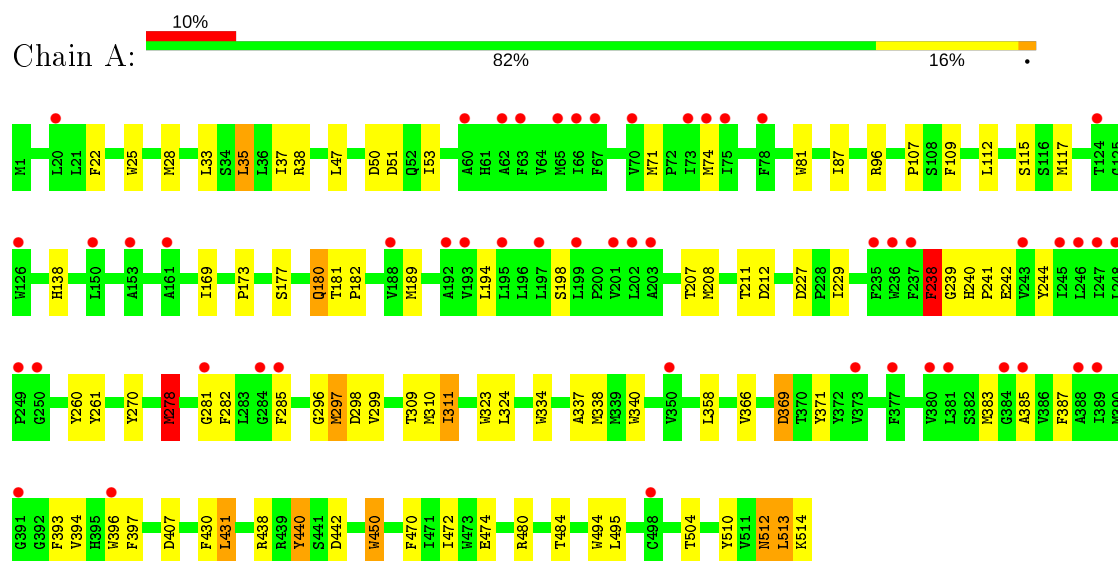 10%
Chain A:
82% 16% •
M1 L20 L21 F22 W25 M28 L33 S34 L35 L36 I37 R38 L47 D50 D51 Q52 I53 A60 H61 A62 F63 V64 M65 I66 F67 V70 M71 P72 I73 M74 I75 F78 W81 I87 R96 P107 S108 F109 L112 S115 S116 M117 T124 G125
W126 H138 L150 A153 A161 I169 P173 S177 Q180 T181 P182 V188 M189 A192 V193 L194 L195 L196 L197 S198 L199 P200 V201 L202 A203 T207 M208 T211 D212 D227 P228 I229 F235 W236 F237 F238 G239 H240 P241 E242 V243 Y244 I245 L246 I247 L248
P249 G250 Y260 Y261 Y270 M278 G281 F282 L283 G284 F285 G296 M297 D298 V299 T309 M310 I311 W323 L324 W334 A337 M338 M339 W340 V350 L358 V366 D369 T370 Y371 Y372 V373 F377 V380 L381 S382 M383 G384 A385 V386 F387 A388 I389 M390
G391 G392 F393 V394 H395 W396 F397 D407 F430 L431 R438 R439 Y440 S441 D442 W450 F470 I471 I472 W473 E474 R480 T484 W494 L495 C498 T504 Y510 V511 N512 L513 K514